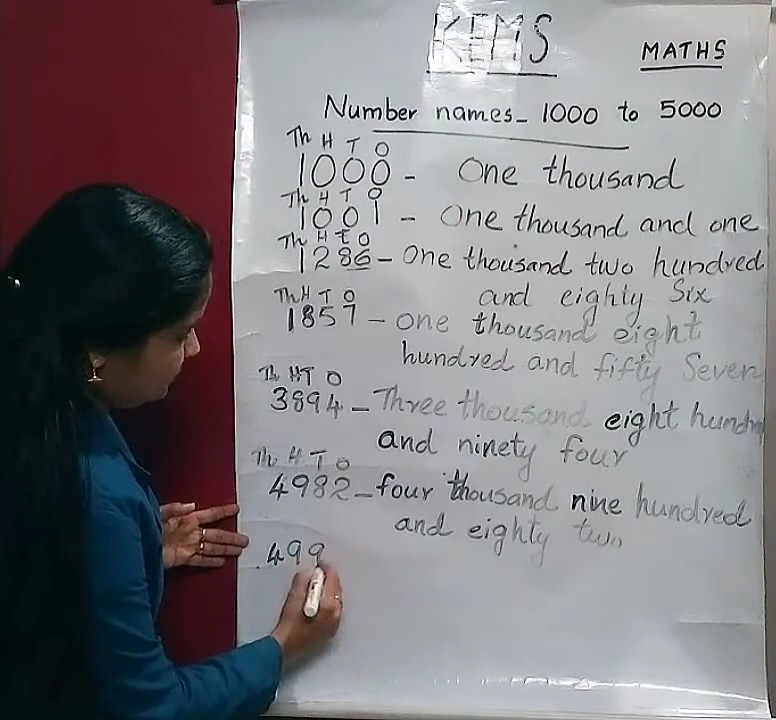 KEMS
MATHS
Number names- 1000 to 5000
Th H T O
1000 - One thousand
Th H T O
1001 - One thousand and one
Th H T O
1286 - One thousand two hundred
and eighty Six
Th H T O
1857 - one thousand eight
hundred and fifty Seven
Th H T O
3894 - Three thousand eight hundred
and ninety four
Th H T O
4982 - four thousand nine hundred
and eighty two
499